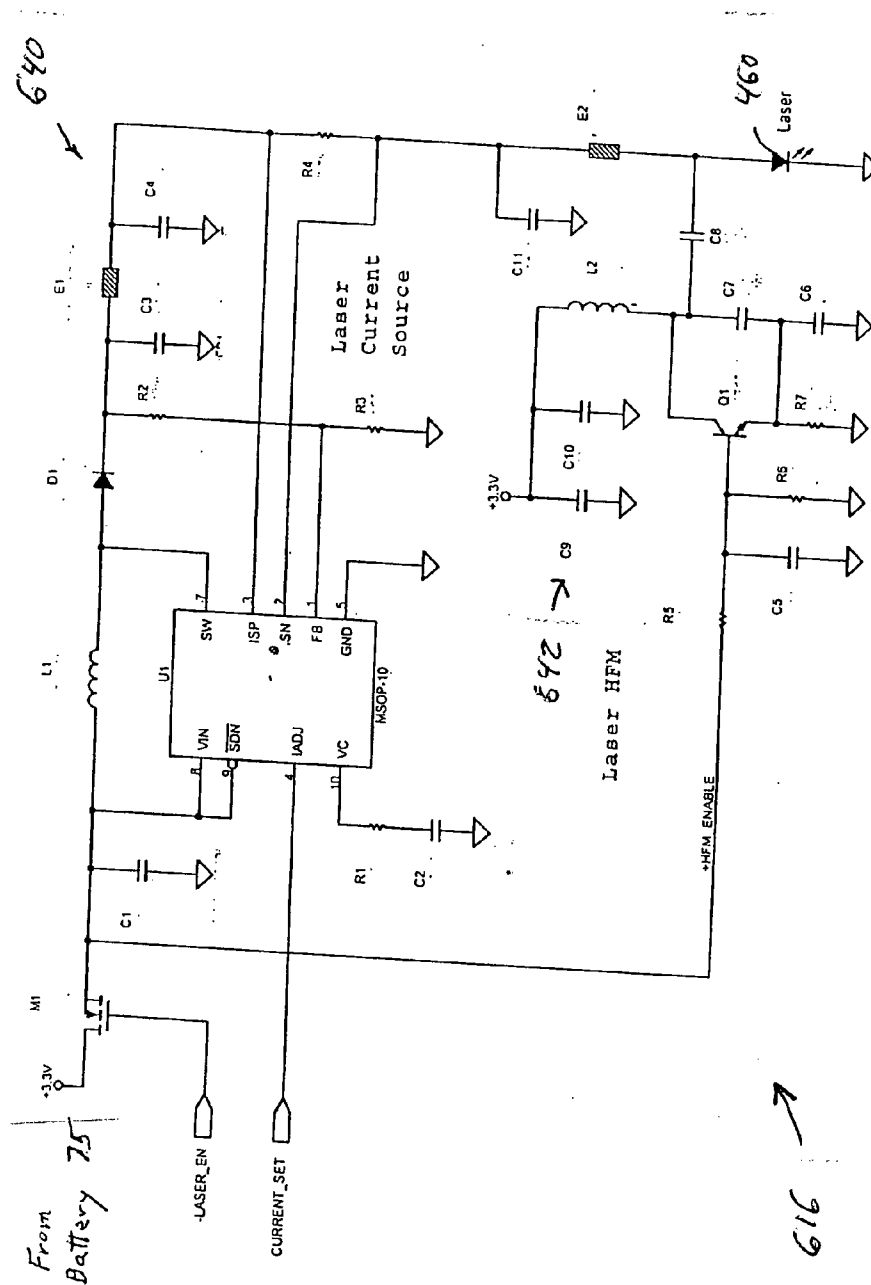 640
460
Laser
E2
R4
C4
E1
C3
R2
R3
D1
L1
C11
L2
C8
C7
C6
Q1
R7
R6
C5
R5
C10
C9
+3.3V
642
Laser
Current
Source
Laser HFM
U1
VIN
SDN
IADJ
VC
SW
ISP
FB
GND
8
9
4
10
7
3
2
1
5
MSOP-10
R1
C2
C1
M1
+3.3V
+HFM_ENABLE
-LASER_EN
CURRENT_SET
From
Battery 75
616